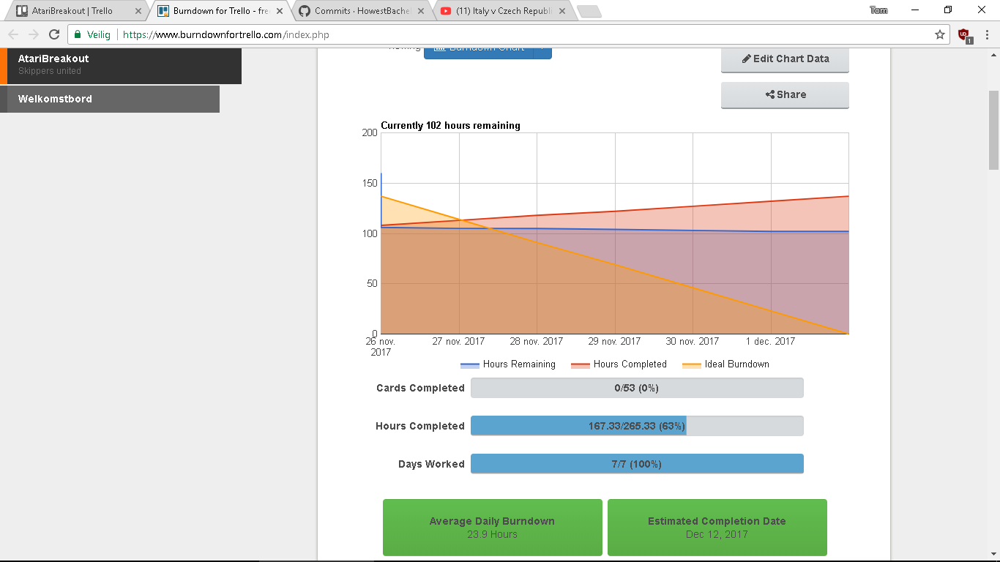 AtariBreakout | Trello
Burndown for Trello - fre
Commits · HowestBachel
(11) Italy v Czech Republi
Tom
Veilig
https://www.burndownfortrello.com/index.php
1
AtariBreakout
Skippers united
Welkomstbord
Burndown Chart
Edit Chart Data
Share
Currently 102 hours remaining
200
150
100
50
0
26 nov. 2017
27 nov. 2017
28 nov. 2017
29 nov. 2017
30 nov. 2017
1 dec. 2017
Hours Remaining
Hours Completed
Ideal Burndown
Cards Completed
0/53 (0%)
Hours Completed
167.33/265.33 (63%)
Days Worked
7/7 (100%)
Average Daily Burndown
23.9 Hours
Estimated Completion Date
Dec 12, 2017